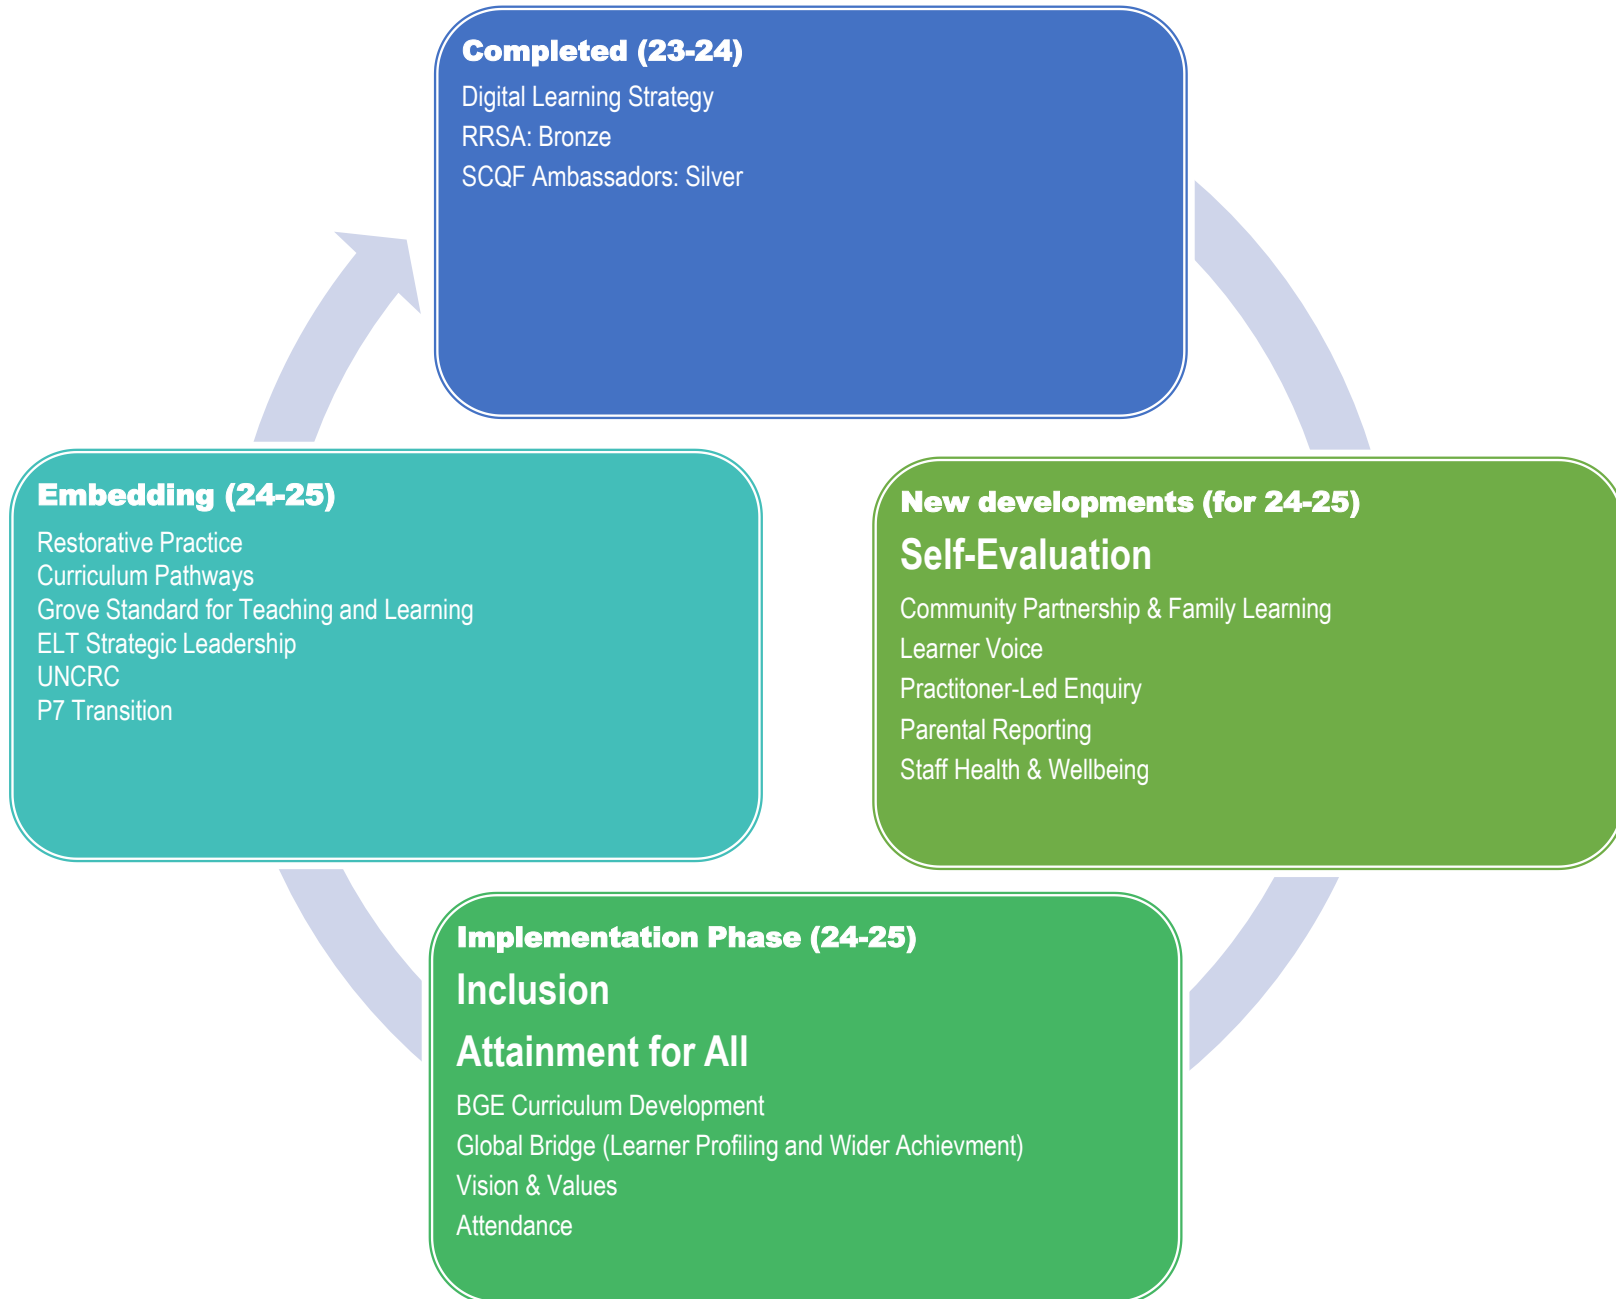 Completed (23-24)
Digital Learning Strategy
RRSA: Bronze
SCQF Ambassadors: Silver
New developments (for 24-25)
Self-Evaluation
Community Partnership & Family Learning
Learner Voice
Practitoner-Led Enquiry
Parental Reporting
Staff Health & Wellbeing
Implementation Phase (24-25)
Inclusion
Attainment for All
BGE Curriculum Development
Global Bridge (Learner Profiling and Wider Achievment)
Vision & Values
Attendance
Embedding (24-25)
Restorative Practice
Curriculum Pathways
Grove Standard for Teaching and Learning
ELT Strategic Leadership
UNCRC
P7 Transition